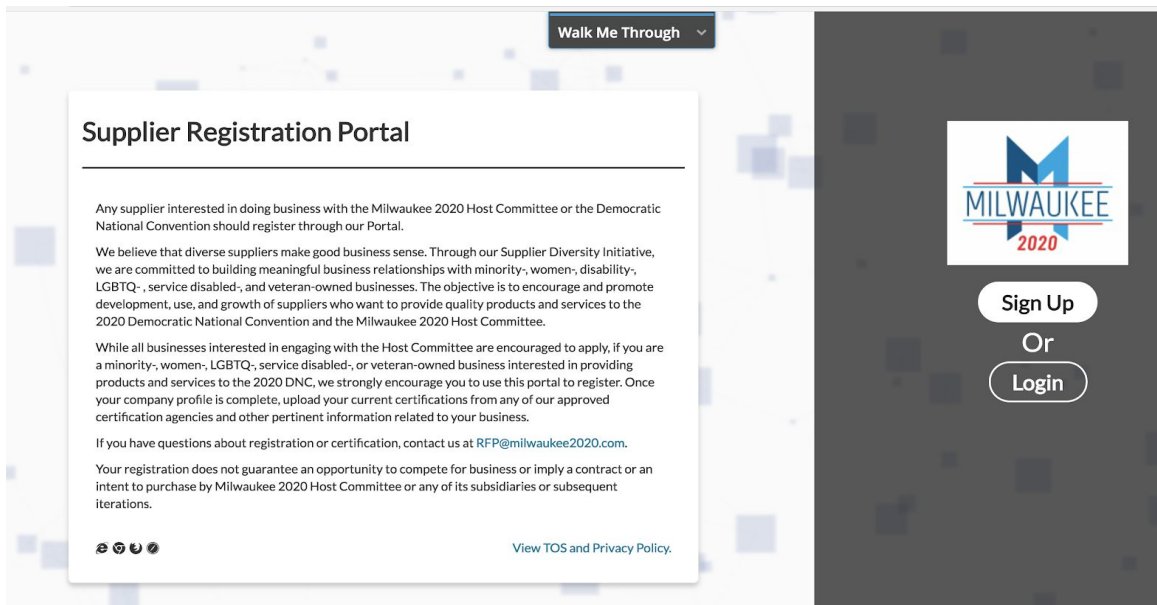 Walk Me Through
Supplier Registration Portal
Any supplier interested in doing business with the Milwaukee 2020 Host Committee or the Democratic
National Convention should register through our Portal.
We believe that diverse suppliers make good business sense. Through our Supplier Diversity Initiative,
we are committed to building meaningful business relationships with minority-, women-, disability-,
LGBTQ- , service disabled-, and veteran-owned businesses. The objective is to encourage and promote
development, use, and growth of suppliers who want to provide quality products and services to the
2020 Democratic National Convention and the Milwaukee 2020 Host Committee.
While all businesses interested in engaging with the Host Committee are encouraged to apply, if you are
a minority-, women-, LGBTQ-, service disabled-, or veteran-owned business interested in providing
products and services to the 2020 DNC, we strongly encourage you to use this portal to register. Once
your company profile is complete, upload your current certifications from any of our approved
certification agencies and other pertinent information related to your business.
If you have questions about registration or certification, contact us at RFP@milwaukee2020.com.
Your registration does not guarantee an opportunity to compete for business or imply a contract or an
intent to purchase by Milwaukee 2020 Host Committee or any of its subsidiaries or subsequent
iterations.
View TOS and Privacy Policy.
MILWAUKEE
2020
Sign Up
Or
Login